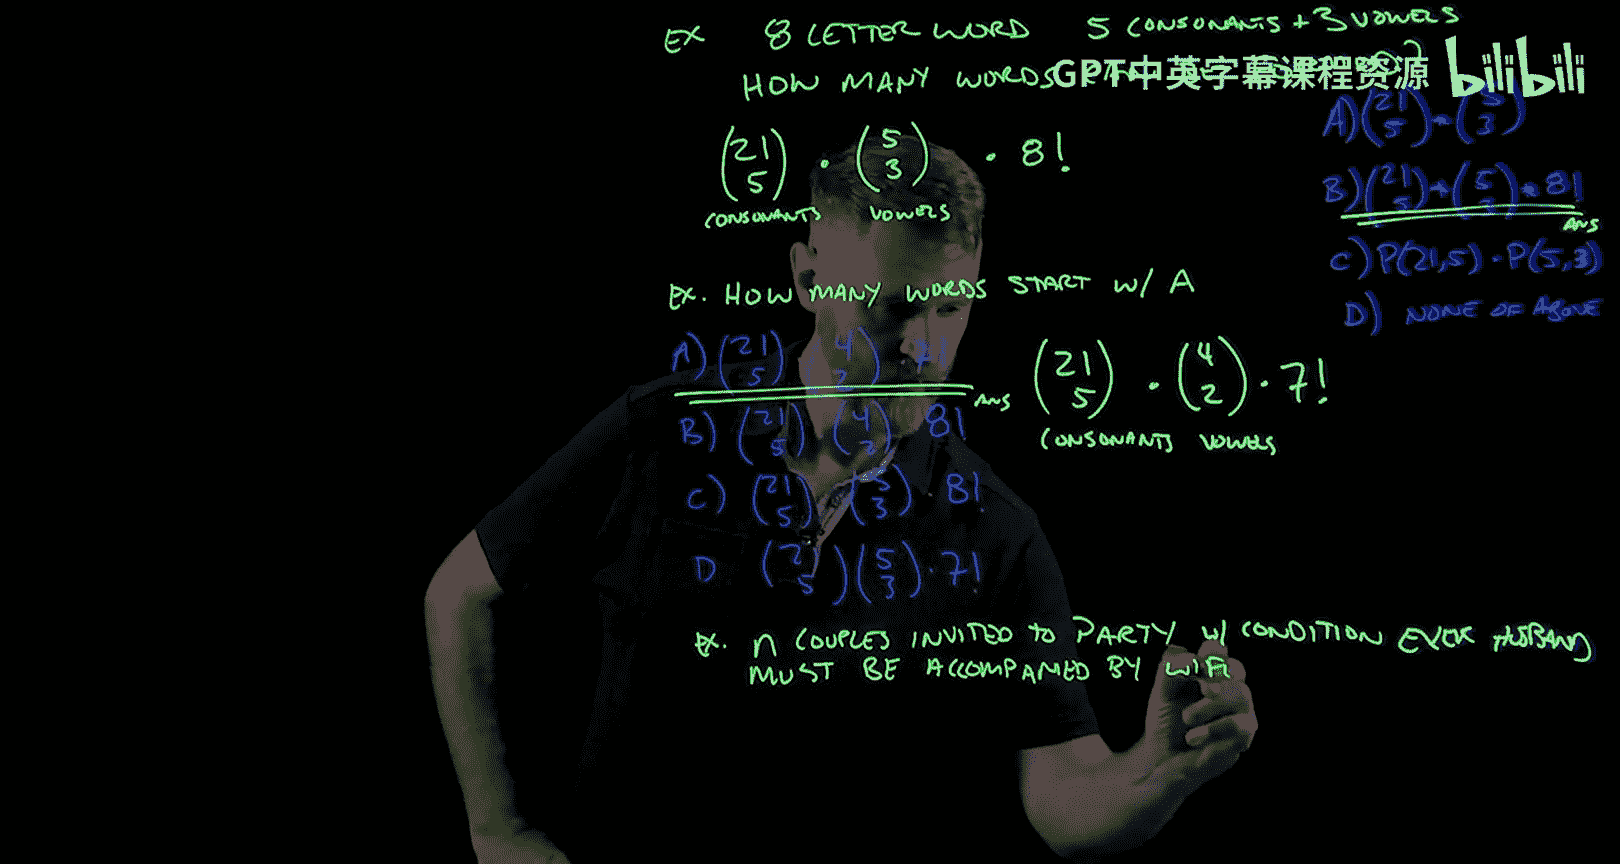 EX 8 LETTER WORD 5 CONSONANTS + 3 VOWELS
HOW MANY WORDS
GPT中英字幕课程资源 bilibili
(21 5) · (5 3) · 8!
CONSONANTS VOWELS
A) (21 5) · (5 3)
B) (21 5) · (5 3) · 8!
ANS
C) P(21,5) · P(5,3)
D) NONE OF ABOVE
EX. HOW MANY WORDS START W/ A
A) (21 5) · (4 2) 7!
ANS
B) (21 5) (4 2) 8!
C) (21 5) · (5 3) · 8!
D (21 5) (5 3) · 7!
(21 5) · (4 2) · 7!
CONSONANTS VOWELS
EX. n COUPLES INVITED TO PARTY W/ CONDITION EVER HUSBAND
MUST BE ACCOMPANIED BY WIFE